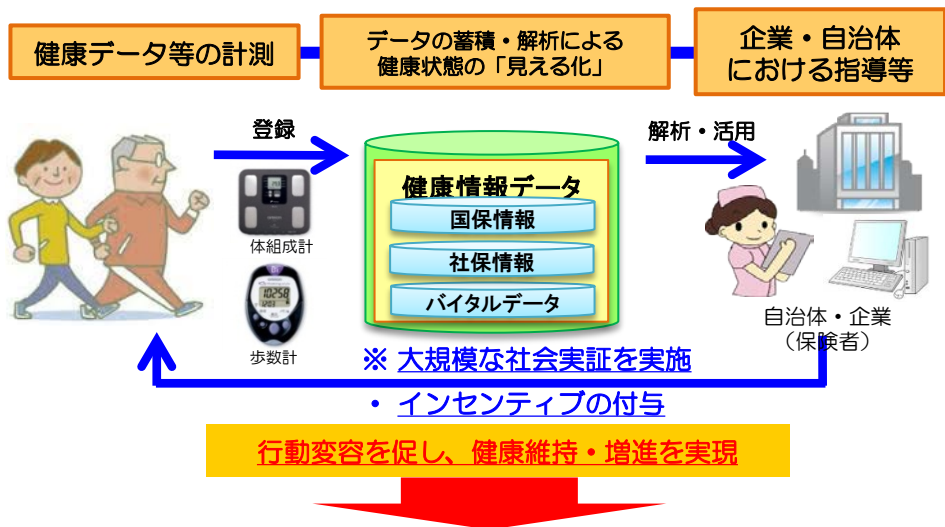 健康データ等の計測
データの蓄積・解析による
健康状態の「見える化」
企業・自治体
における指導等
登録
解析・活用
体組成計
歩数計
10258
健康情報データ
国保情報
社保情報
バイタルデータ
自治体・企業
（保険者）
※ 大規模な社会実証を実施
・ インセンティブの付与
行動変容を促し、健康維持・増進を実現